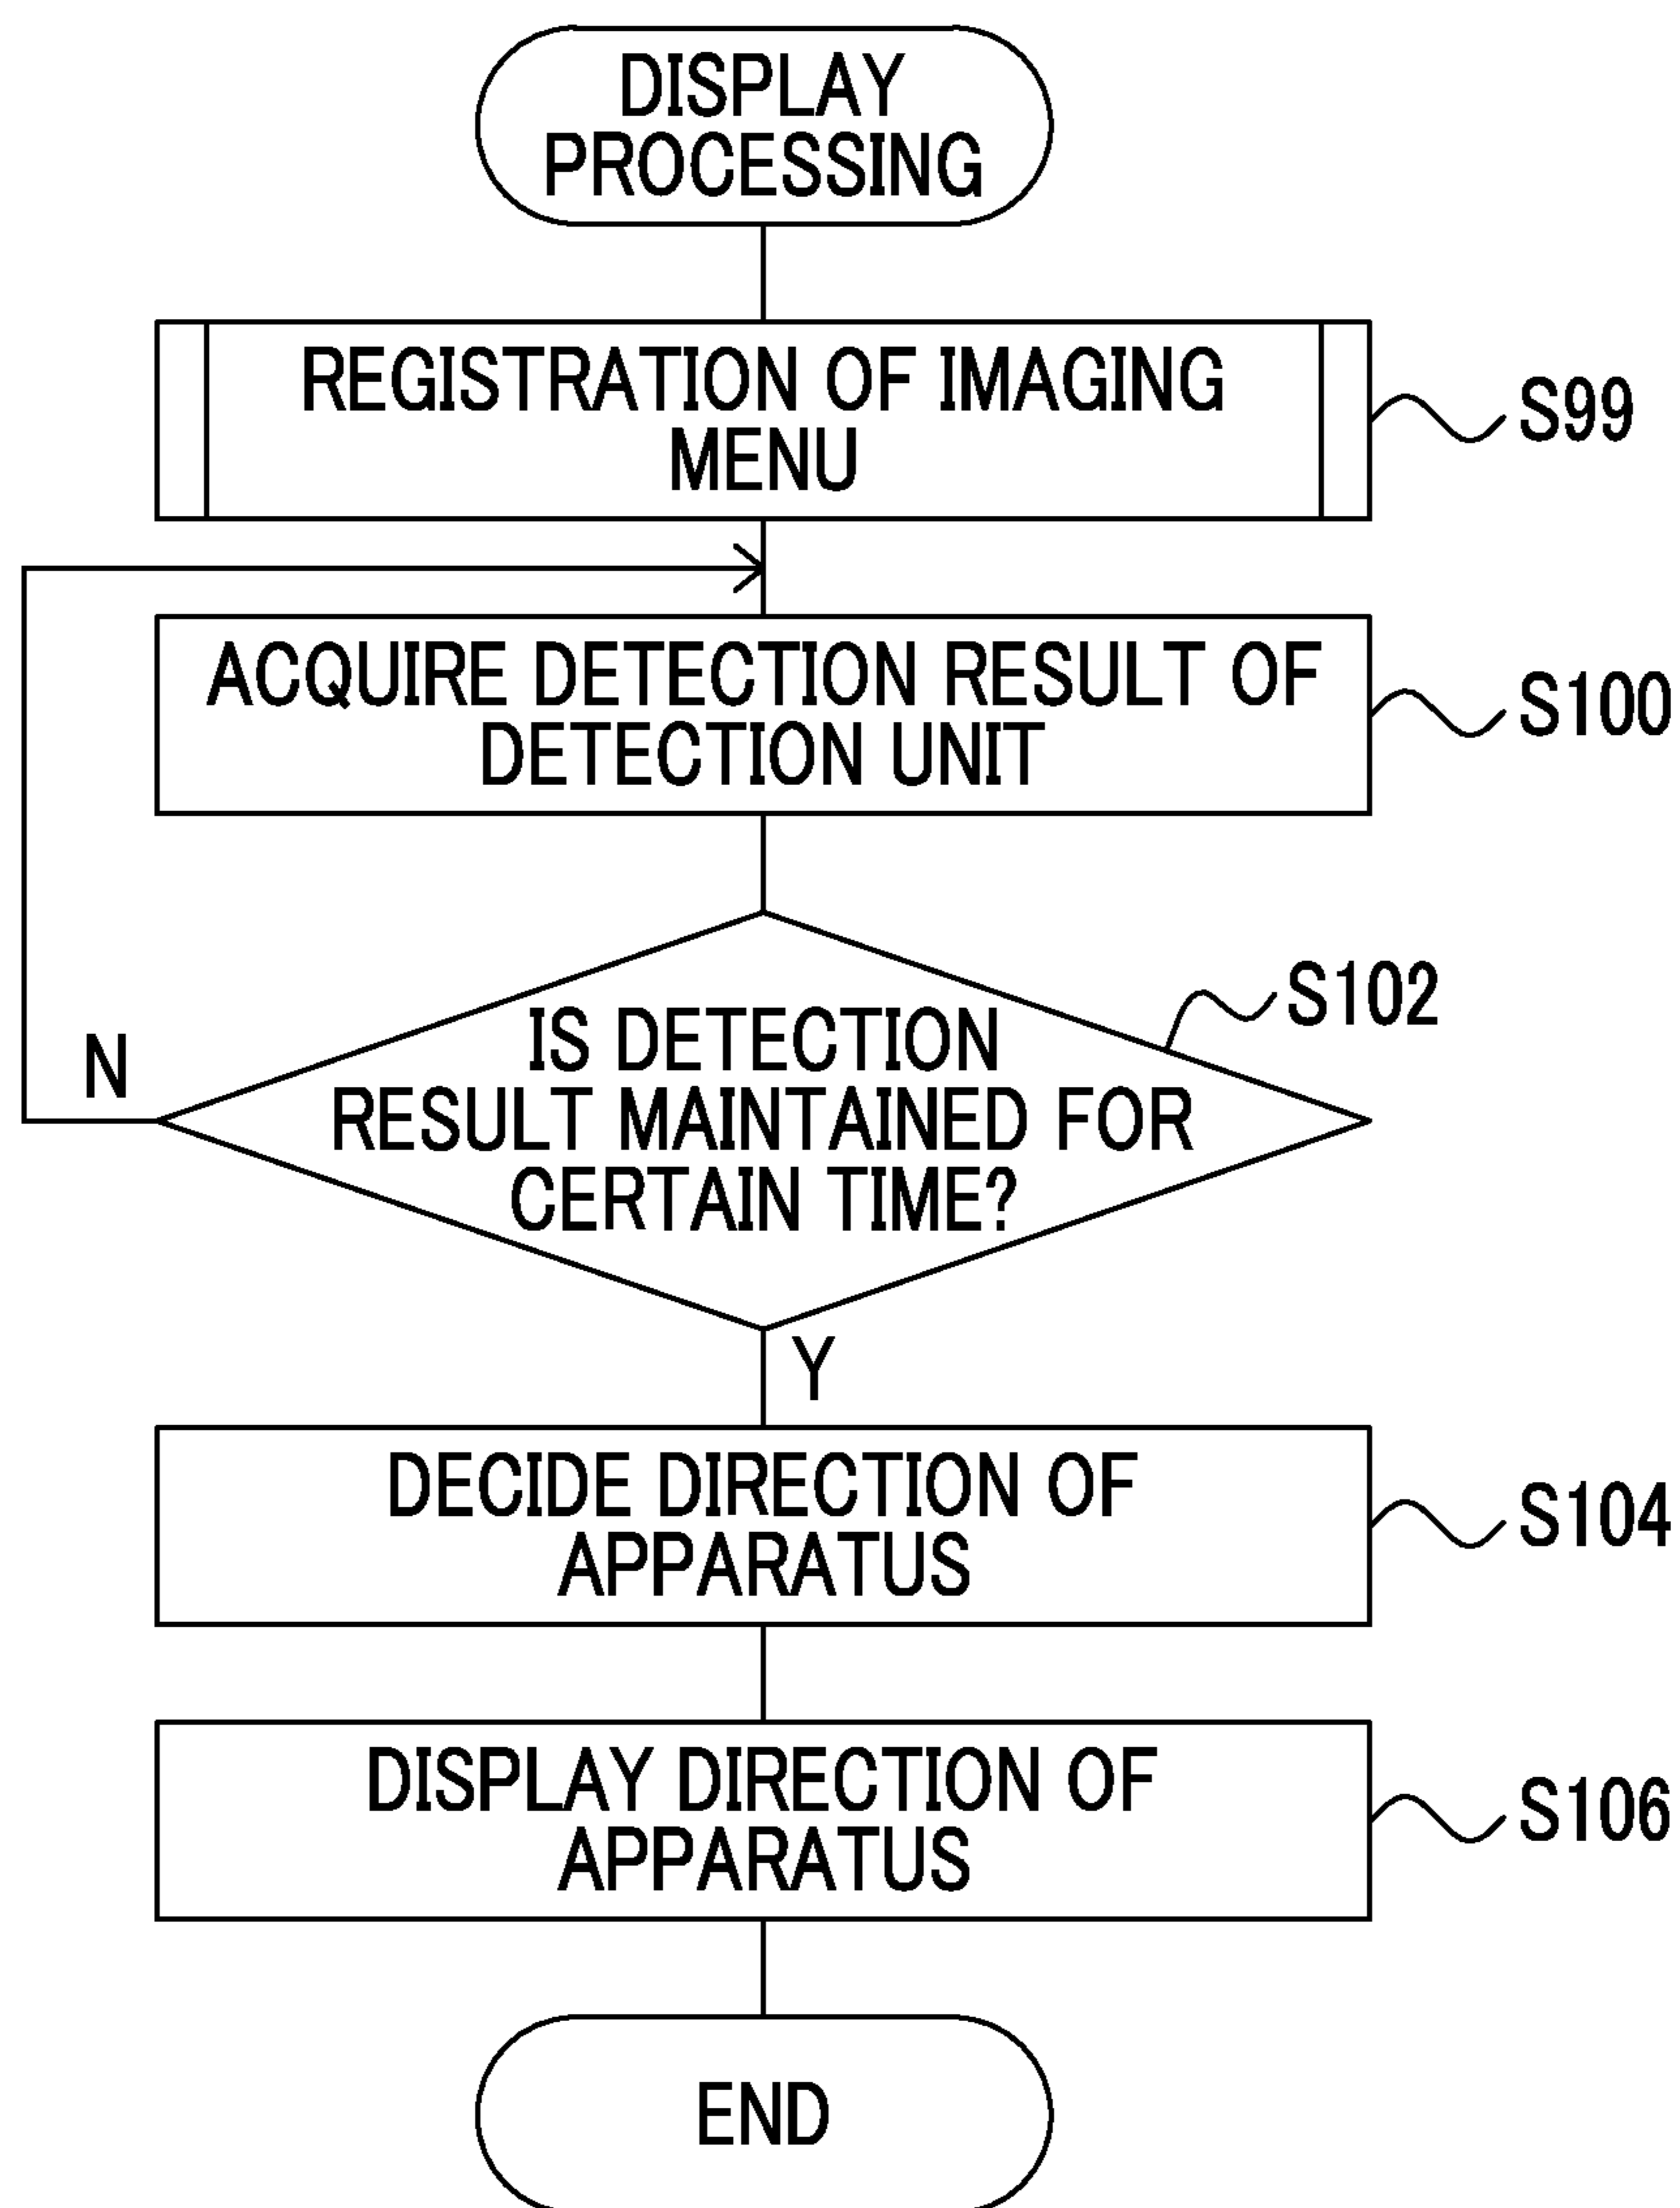 DISPLAY
PROCESSING
REGISTRATION OF IMAGING
MENU
S99
ACQUIRE DETECTION RESULT OF
DETECTION UNIT
S100
IS DETECTION
RESULT MAINTAINED FOR
CERTAIN TIME?
S102
N
Y
DECIDE DIRECTION OF
APPARATUS
S104
DISPLAY DIRECTION OF
APPARATUS
S106
END